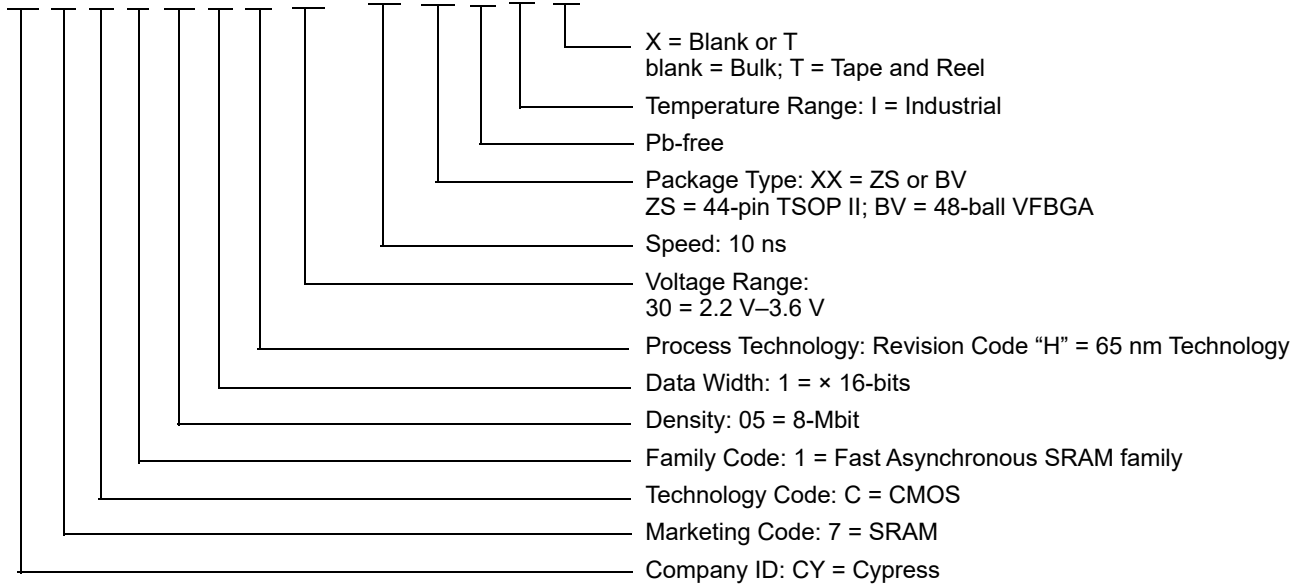 X = Blank or T
blank = Bulk; T = Tape and Reel
Temperature Range: I = Industrial
Pb-free
Package Type: XX = ZS or BV
ZS = 44-pin TSOP II; BV = 48-ball VFBGA
Speed: 10 ns
Voltage Range:
30 = 2.2 V–3.6 V
Process Technology: Revision Code “H” = 65 nm Technology
Data Width: 1 = × 16-bits
Density: 05 = 8-Mbit
Family Code: 1 = Fast Asynchronous SRAM family
Technology Code: C = CMOS
Marketing Code: 7 = SRAM
Company ID: CY = Cypress